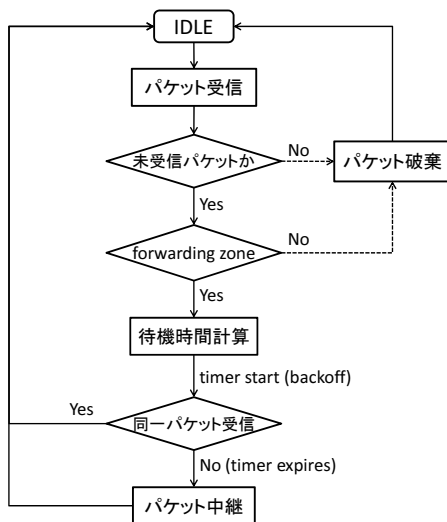 IDLE
パケット受信
未受信パケットか
No
パケット破棄
Yes
forwarding zone
No
Yes
待機時間計算
timer start (backoff)
Yes
同一パケット受信
No (timer expires)
パケット中継